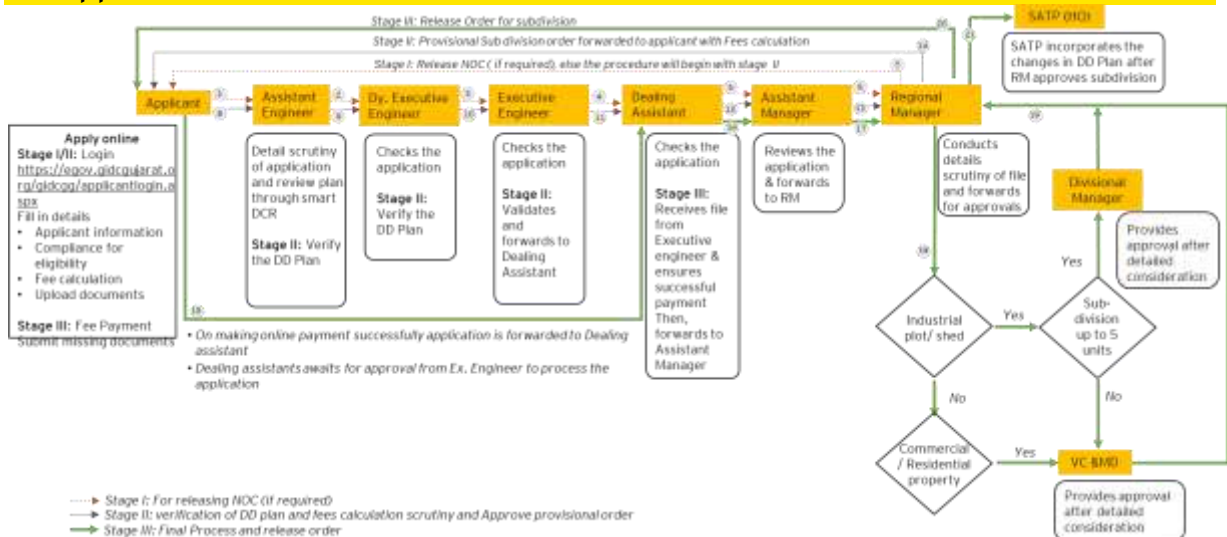 Stage III: Release Order for subdivision
Stage II: Provisional Sub division order forwarded to applicant with Fees calculation
Stage I: Release NOC ( if required), else the procedure will begin with stage II
SATP (HO)
SATP incorporates the
changes in DD Plan after
RM approves subdivision
Applicant
Assistant
Engineer
Dy. Executive
Engineer
Executive
Engineer
Dealing
Assistant
Assistant
Manager
Regional
Manager
Apply online
Stage I/II: Login
https://egov.gidcgujarat.o
rg/gidcgg/applicantlogin.a
spx
Fill in details
• Applicant information
• Compliance for
eligibility
• Fee calculation
• Upload documents
Stage III: Fee Payment
Submit missing documents
Detail scrutiny
of application
and review plan
through smart
DCR
Stage II: Verify
the DD Plan
Checks the
application
Stage II:
Verify the
DD Plan
Checks the
application
Stage II:
Validates
and
forwards to
Dealing
Assistant
Checks the
application
Stage III:
Receives file
from
Executive
engineer &
ensures
successful
payment
Then,
forwards to
Assistant
Manager
Reviews the
application
& forwards
to RM
Conducts
details
scrutiny of file
and forwards
for approvals
Divisional
Manager
Provides
approval after
detailed
consideration
• On making online payment successfully application is forwarded to Dealing
assistant
• Dealing assistants awaits for approval from Ex. Engineer to process the
application
Industrial
plot/ shed
Yes
Sub-
division
up to 5
units
Yes
No
No
Commercial
/ Residential
property
Yes
VC &MD
Provides approval
after detailed
consideration
Stage I: For releasing NOC (if required)
Stage II: verification of DD plan and fees calculation scrutiny and Approve provisional order
Stage III: Final Process and release order